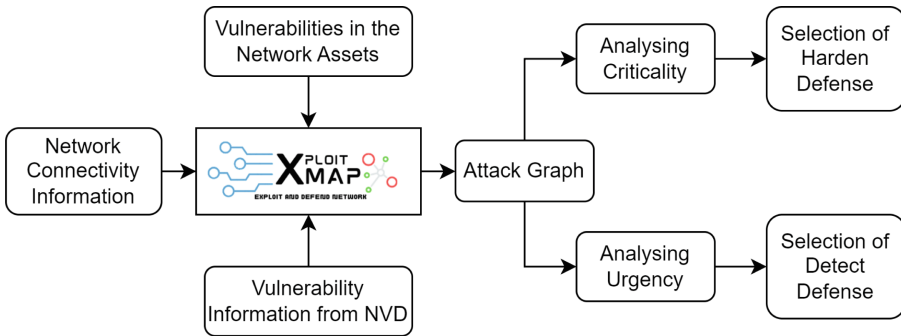 Vulnerabilities in the
Network Assets
Network
Connectivity
Information
XPLOIT
XMAP
EXPLOIT AND DEFEND NETWORK
Vulnerability
Information from NVD
Attack Graph
Analysing
Criticality
Selection of
Harden
Defense
Analysing
Urgency
Selection of
Detect
Defense